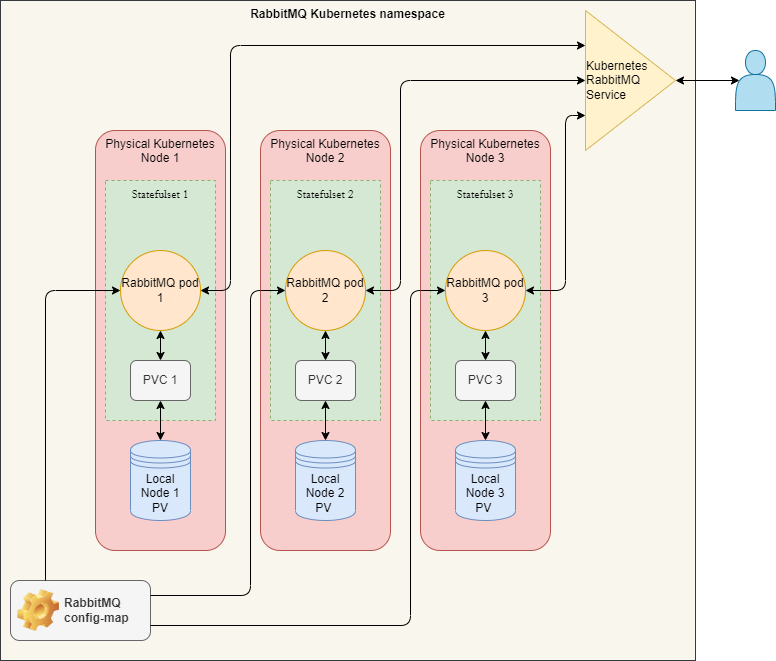 RabbitMQ Kubernetes namespace
Kubernetes
RabbitMQ
Service
Physical Kubernetes
Node 1
Physical Kubernetes
Node 2
Physical Kubernetes
Node 3
Statefulset 1
Statefulset 2
Statefulset 3
RabbitMQ pod
1
RabbitMQ pod
2
RabbitMQ pod
3
PVC 1
PVC 2
PVC 3
Local
Node 1
PV
Local
Node 2
PV
Local
Node 3
PV
RabbitMQ
config-map